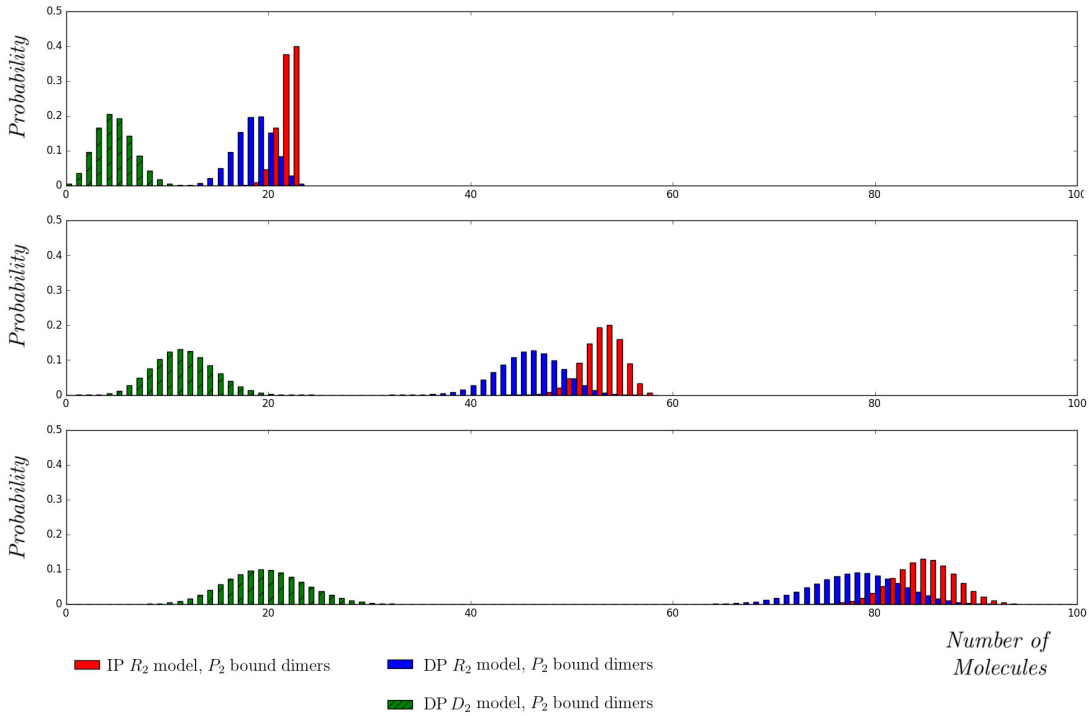 Probability
0.5
0.4
0.3
0.2
0.1
0
0 20 40 60 80 100
Probability
0.5
0.4
0.3
0.2
0.1
0
0 20 40 60 80 100
Probability
0.5
0.4
0.3
0.2
0.1
0
0 20 40 60 80 100
Number of
Molecules
IP R₂ model, P₂ bound dimers
DP R₂ model, P₂ bound dimers
DP D₂ model, P₂ bound dimers